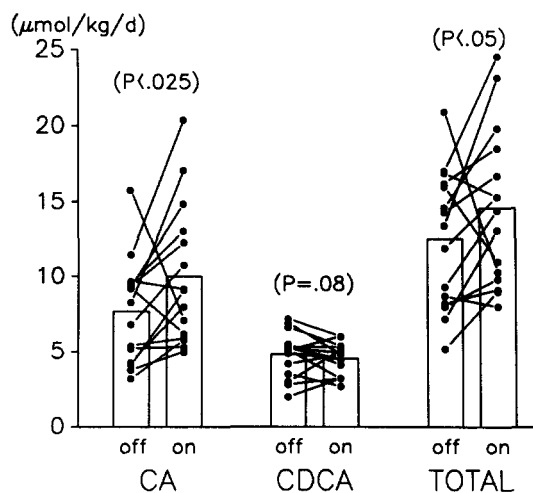 (μmol/kg/d)
25
20
15
10
5
0
(P<.025)
(P=.08)
(P<.05)
off on off on off on
CA CDCA TOTAL